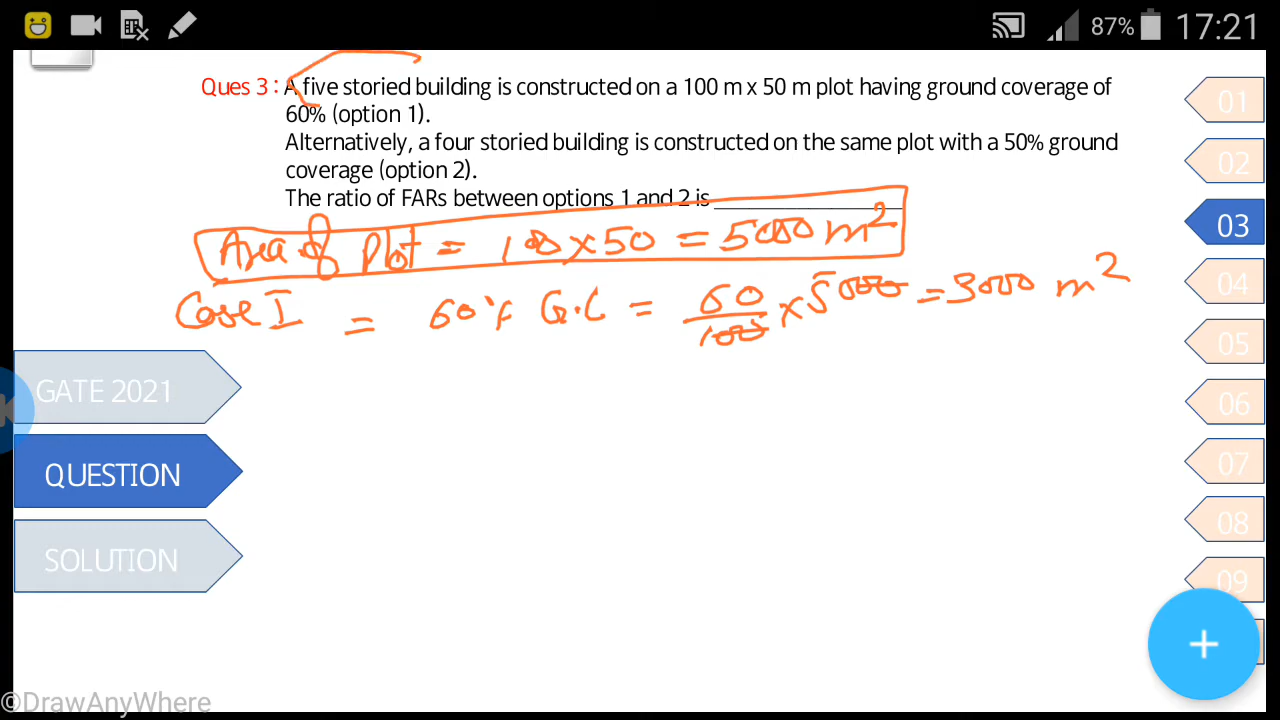 87% 17:21
Ques 3 : A five storied building is constructed on a 100 m x 50 m plot having ground coverage of
60% (option 1).
Alternatively, a four storied building is constructed on the same plot with a 50% ground
coverage (option 2).
The ratio of FARs between options 1 and 2 is ____________________
Area of Plot = 100 × 50 = 5000 m²
Case I = 60% G.C = 60/100 × 5000 = 3000 m²
GATE 2021
QUESTION
SOLUTION
01
02
03
04
05
06
07
08
09
+
©DrawAnyWhere